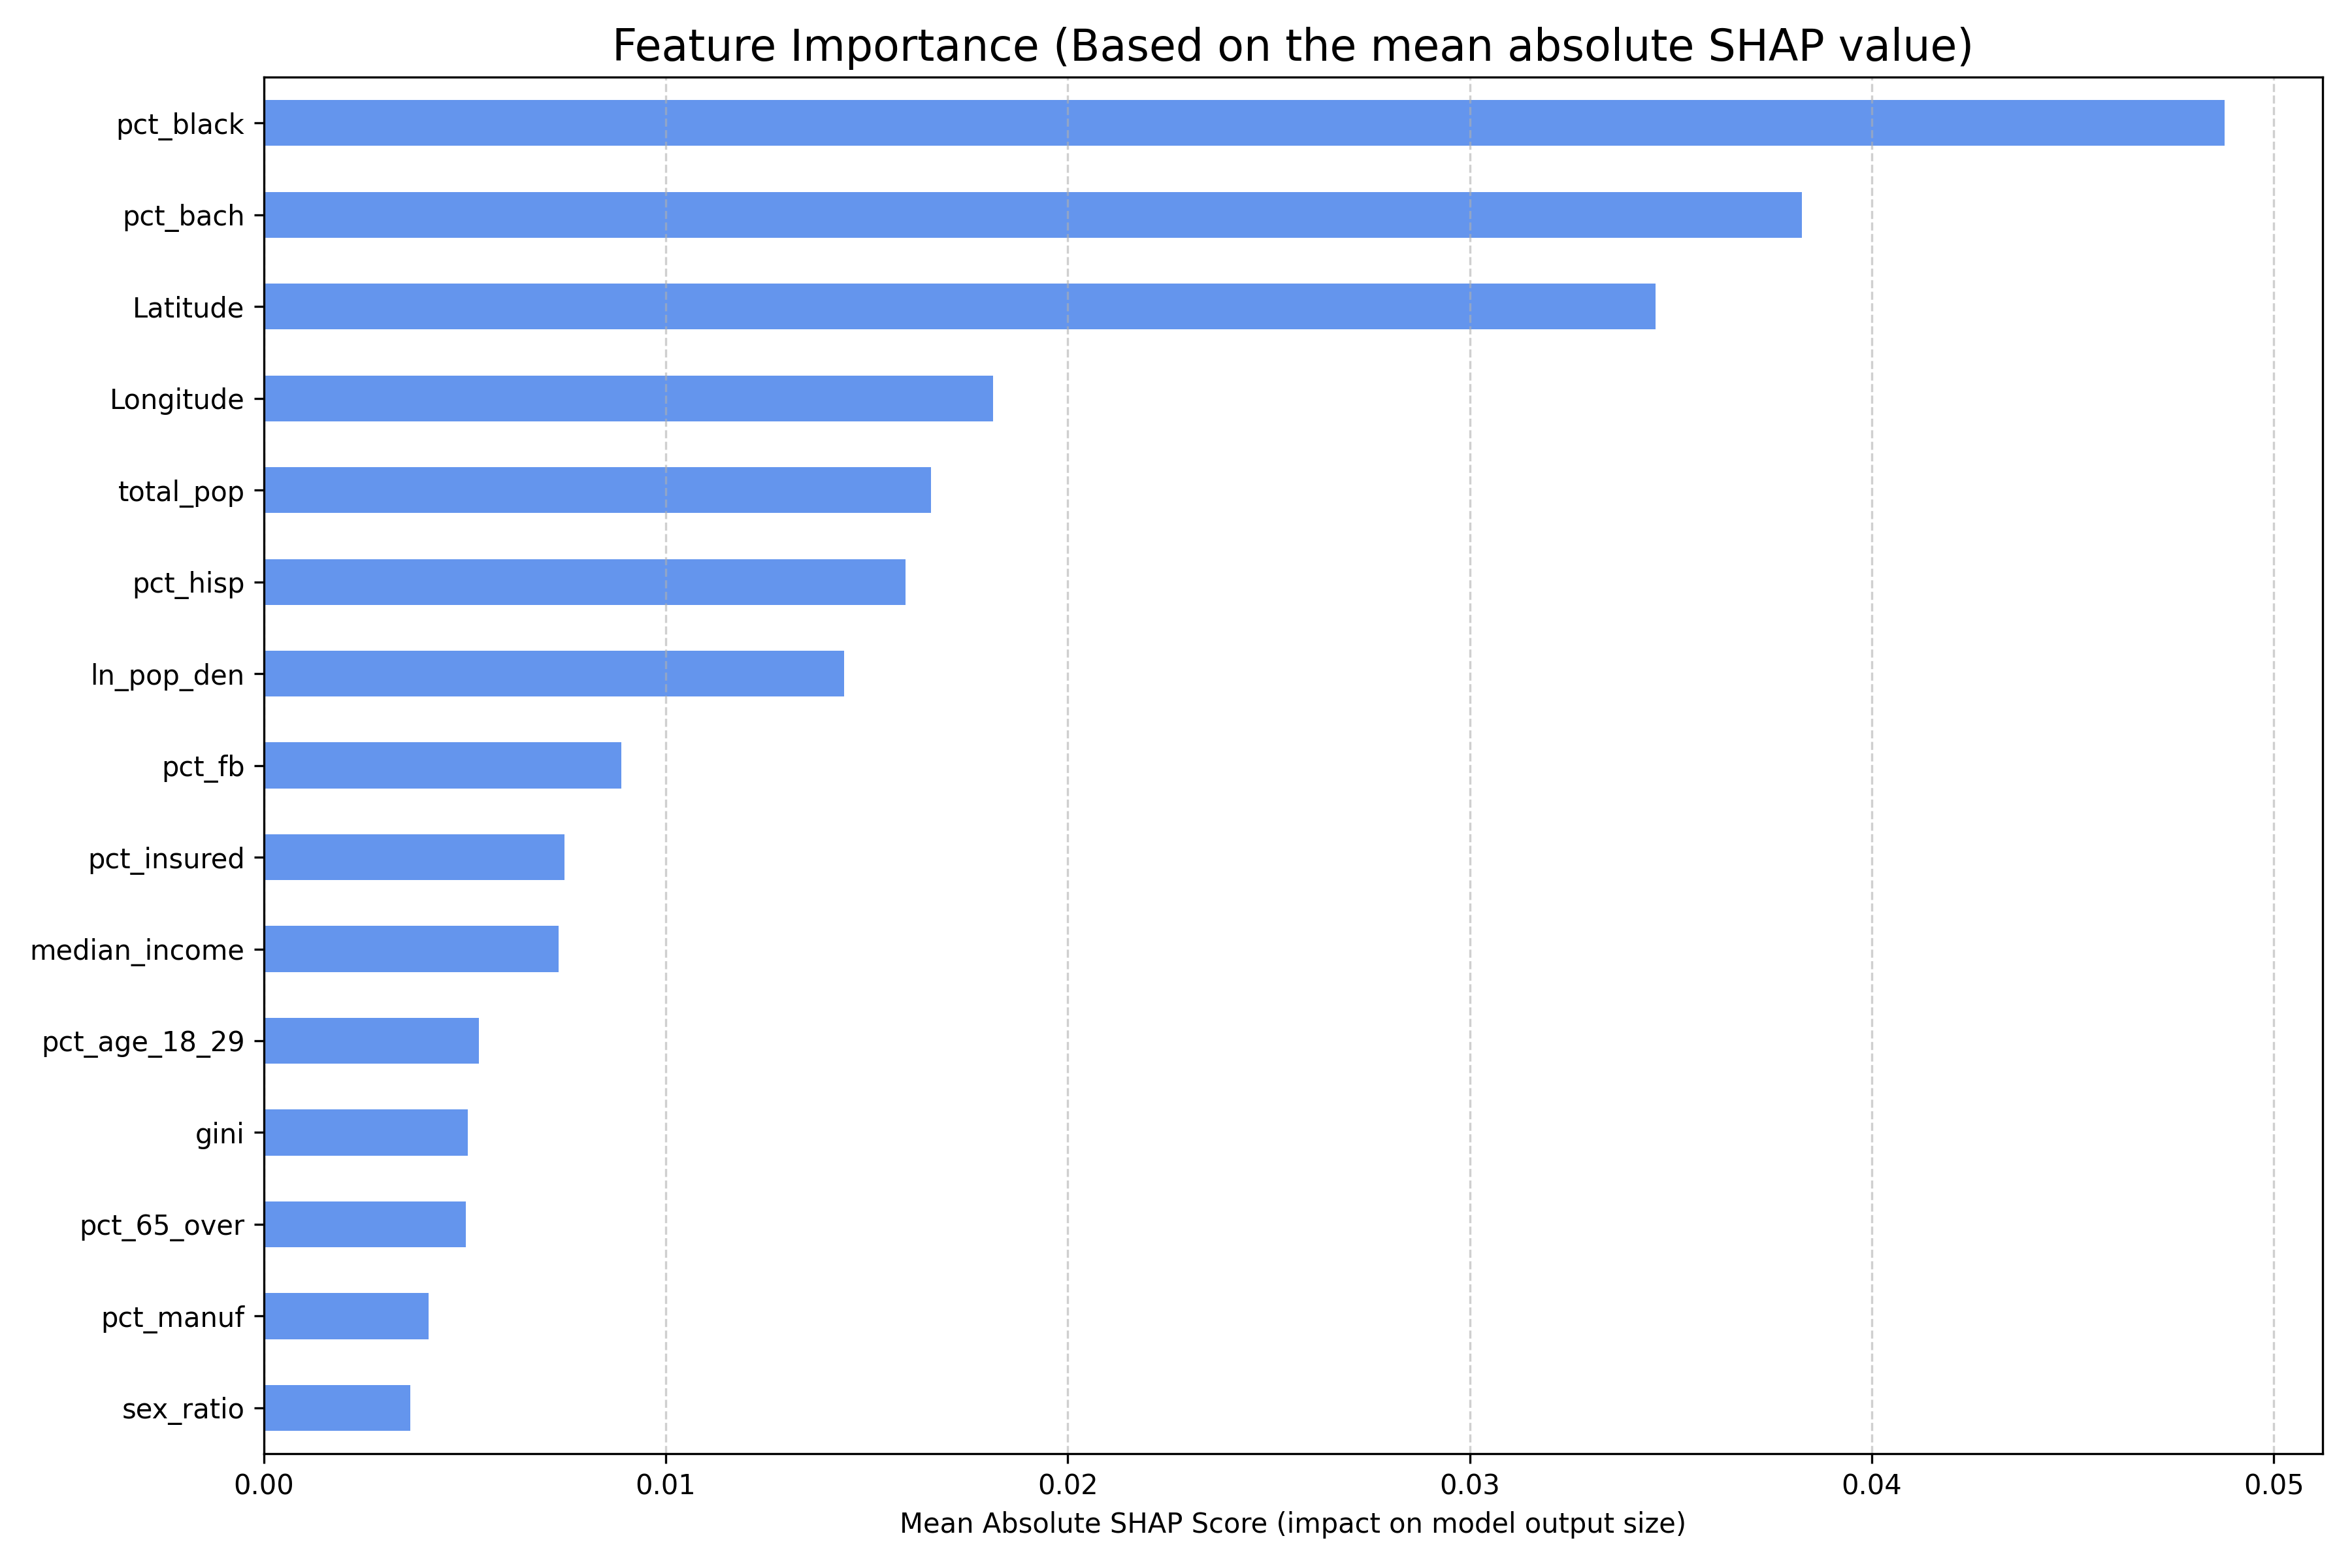 Feature Importance (Based on the mean absolute SHAP value)
pct_black
pct_bach
Latitude
Longitude
total_pop
pct_hisp
ln_pop_den
pct_fb
pct_insured
median_income
pct_age_18_29
gini
pct_65_over
pct_manuf
sex_ratio
0.00 0.01 0.02 0.03 0.04 0.05
Mean Absolute SHAP Score (impact on model output size)